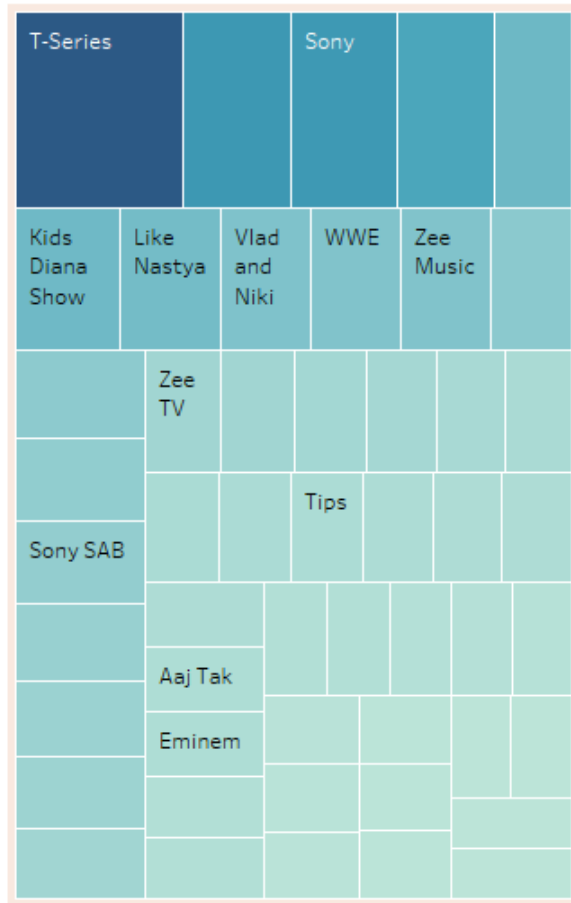 T-Series
Sony
Kids
Diana
Show
Like
Nastya
Vlad
and
Niki
WWE
Zee
Music
Zee
TV
Tips
Sony SAB
Aaj Tak
Eminem